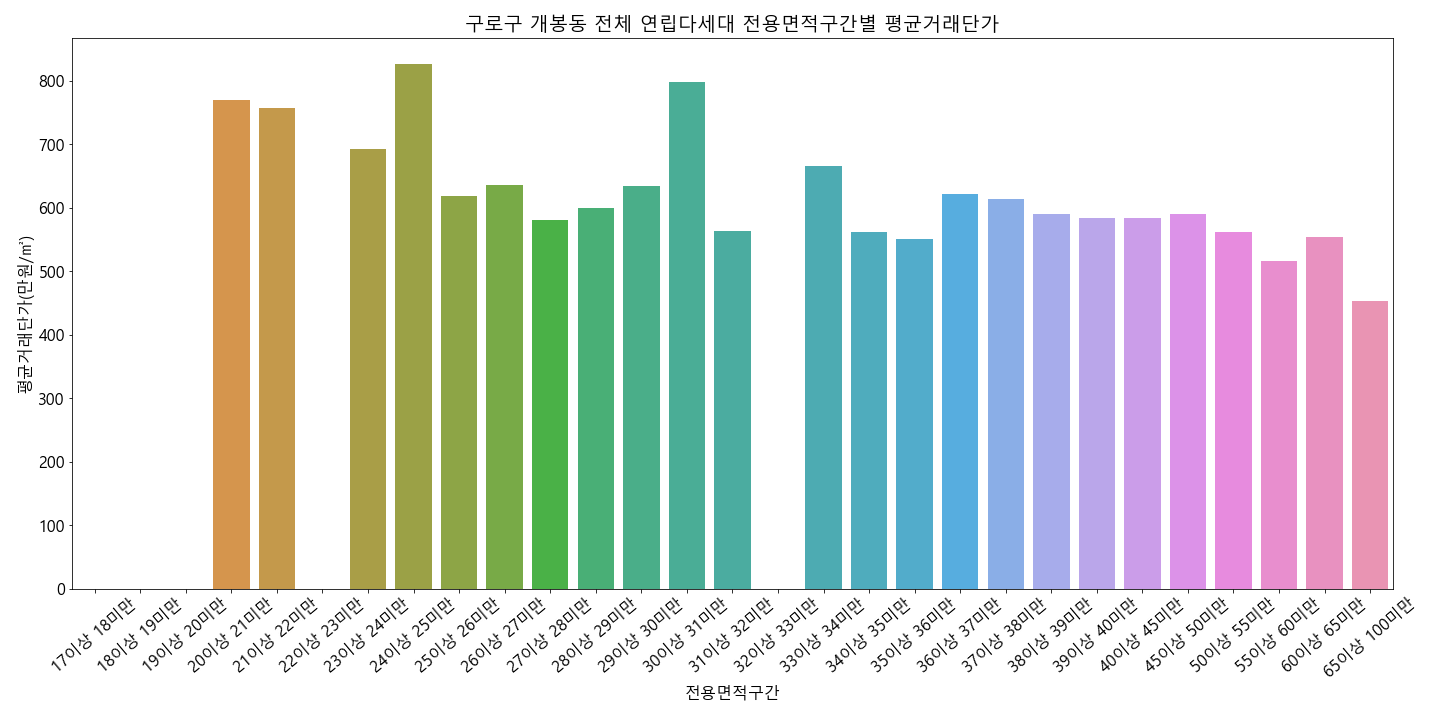 구로구 개봉동 전체 연립다세대 전용면적구간별 평균거래단가
평균거래단가(만원/㎡)
800
700
600
500
400
300
200
100
0
17이상 18미만
18이상 19미만
19이상 20미만
20이상 21미만
21이상 22미만
22이상 23미만
23이상 24미만
24이상 25미만
25이상 26미만
26이상 27미만
27이상 28미만
28이상 29미만
29이상 30미만
30이상 31미만
31이상 32미만
32이상 33미만
33이상 34미만
34이상 35미만
35이상 36미만
36이상 37미만
37이상 38미만
38이상 39미만
39이상 40미만
40이상 45미만
45이상 50미만
50이상 55미만
55이상 60미만
60이상 65미만
65이상 100미만
전용면적구간